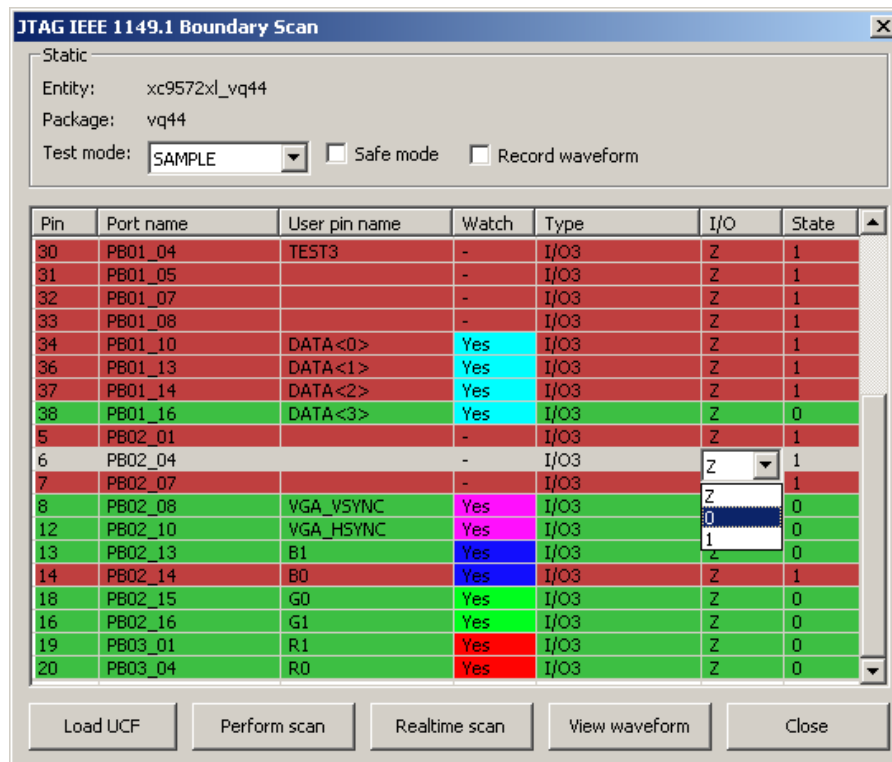 JTAG IEEE 1149.1 Boundary Scan
Static
Entity: xc9572xl_vq44
Package: vq44
Test mode: SAMPLE Safe mode Record waveform
Pin Port name User pin name Watch Type I/O State
30 PB01_04 TEST3 - I/O3 Z 1
31 PB01_05 - I/O3 Z 1
32 PB01_07 - I/O3 Z 1
33 PB01_08 - I/O3 Z 1
34 PB01_10 DATA<0> Yes I/O3 Z 1
36 PB01_13 DATA<1> Yes I/O3 Z 1
37 PB01_14 DATA<2> Yes I/O3 Z 1
38 PB01_16 DATA<3> Yes I/O3 Z 0
5 PB02_01 - I/O3 Z 1
6 PB02_04 - I/O3 Z 1
7 PB02_07 - I/O3 1
8 PB02_08 VGA_VSYNC Yes I/O3 Z 0
12 PB02_10 VGA_HSYNC Yes I/O3 0 0
13 PB02_13 B1 Yes I/O3 1 Z 0
14 PB02_14 B0 Yes I/O3 Z 1
18 PB02_15 G0 Yes I/O3 Z 0
16 PB02_16 G1 Yes I/O3 Z 0
19 PB03_01 R1 Yes I/O3 Z 0
20 PB03_04 R0 Yes I/O3 Z 0
Load UCF Perform scan Realtime scan View waveform Close